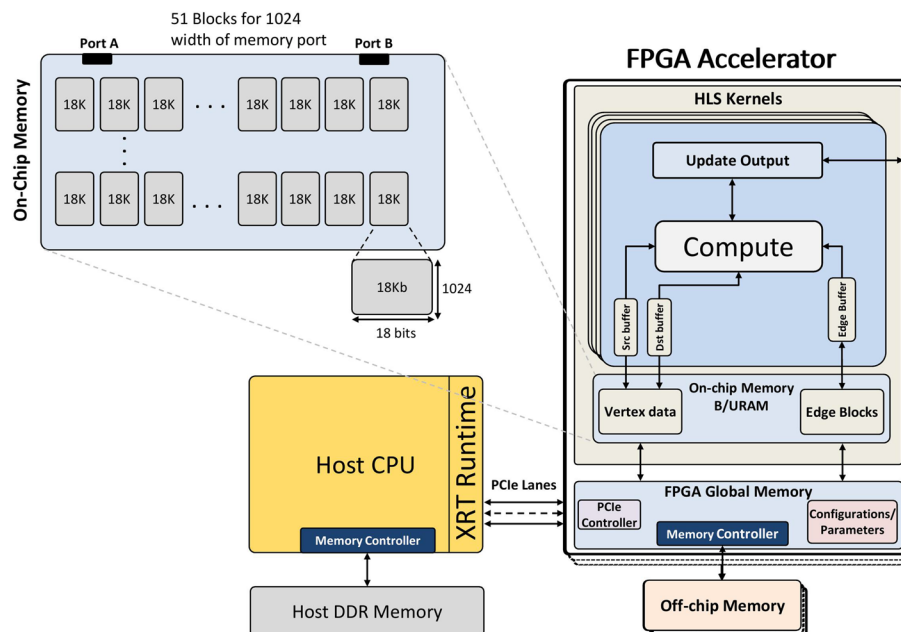 51 Blocks for 1024
width of memory port
Port A
Port B
On-Chip Memory
18K 18K 18K . . . 18K 18K 18K 18K
18K 18K 18K . . . 18K 18K 18K 18K
18Kb
1024
18 bits
FPGA Accelerator
HLS Kernels
Update Output
Compute
Src buffer
Dst buffer
Edge Buffer
On-chip Memory
B/URAM
Vertex data
Edge Blocks
Host CPU
XRT Runtime
Memory Controller
PCIe Lanes
FPGA Global Memory
PCIe
Controller
Memory Controller
Configurations/
Parameters
Host DDR Memory
Off-chip Memory